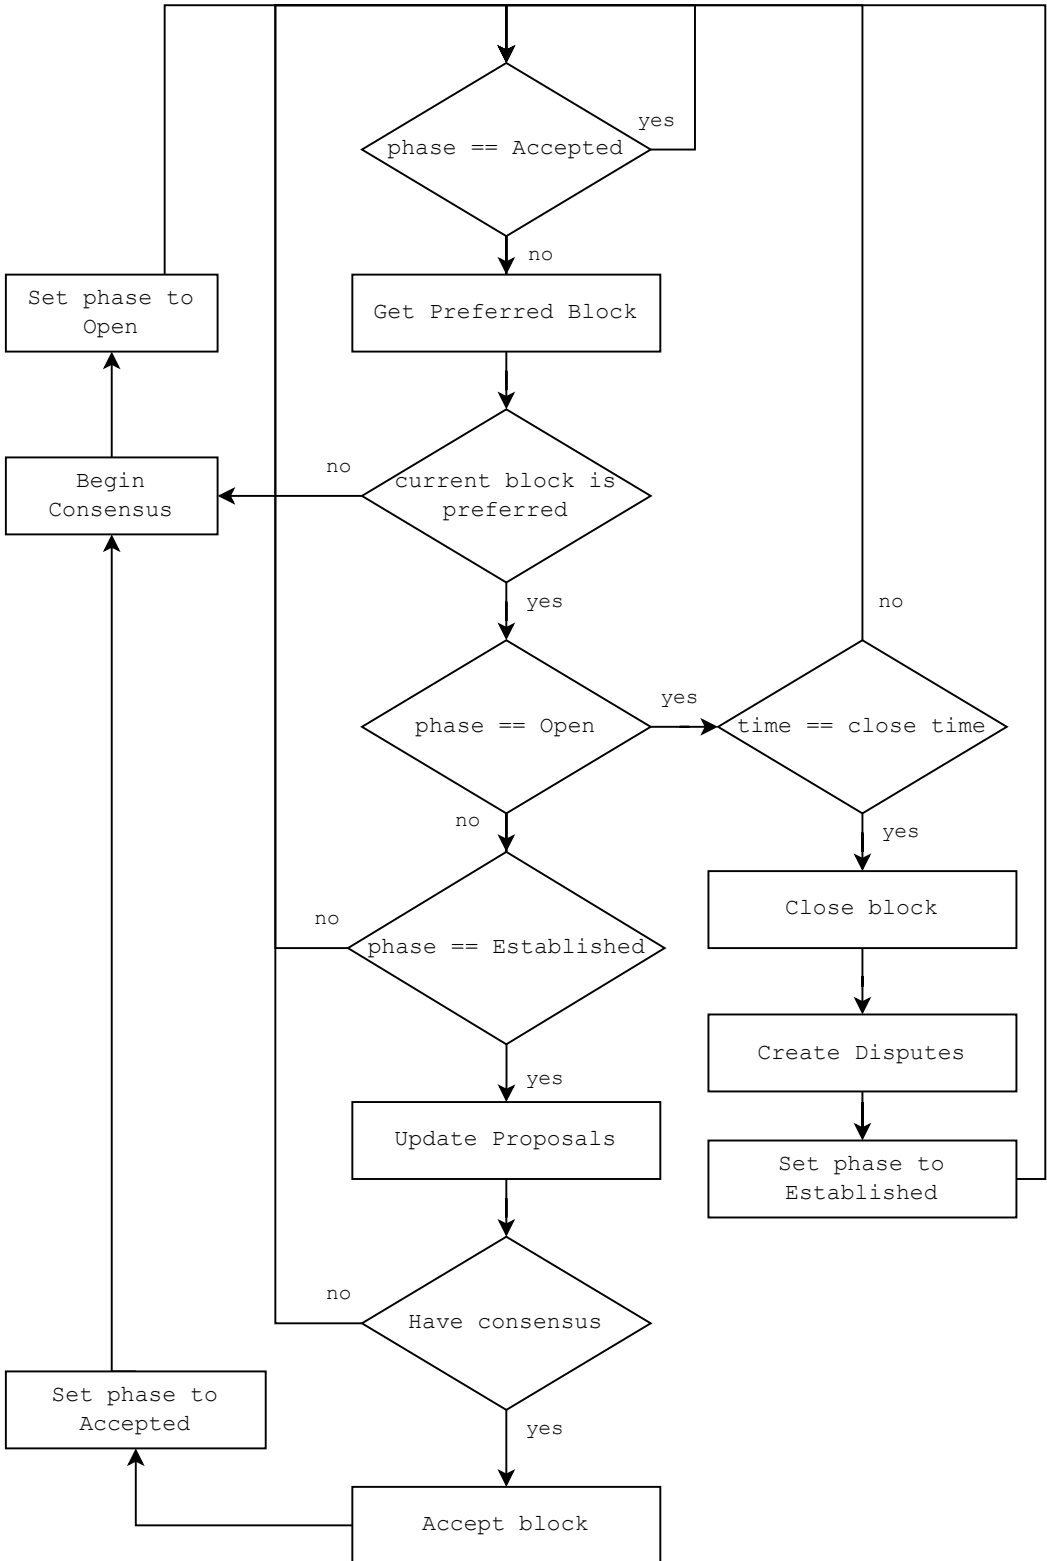 yes
phase == Accepted
no
Set phase to
Open
Get Preferred Block
no
Begin
Consensus
current block is
preferred
yes
no
yes
phase == Open
time == close time
no
yes
Close block
no
phase == Established
Create Disputes
yes
Update Proposals
Set phase to
Established
no
Have consensus
Set phase to
Accepted
yes
Accept block